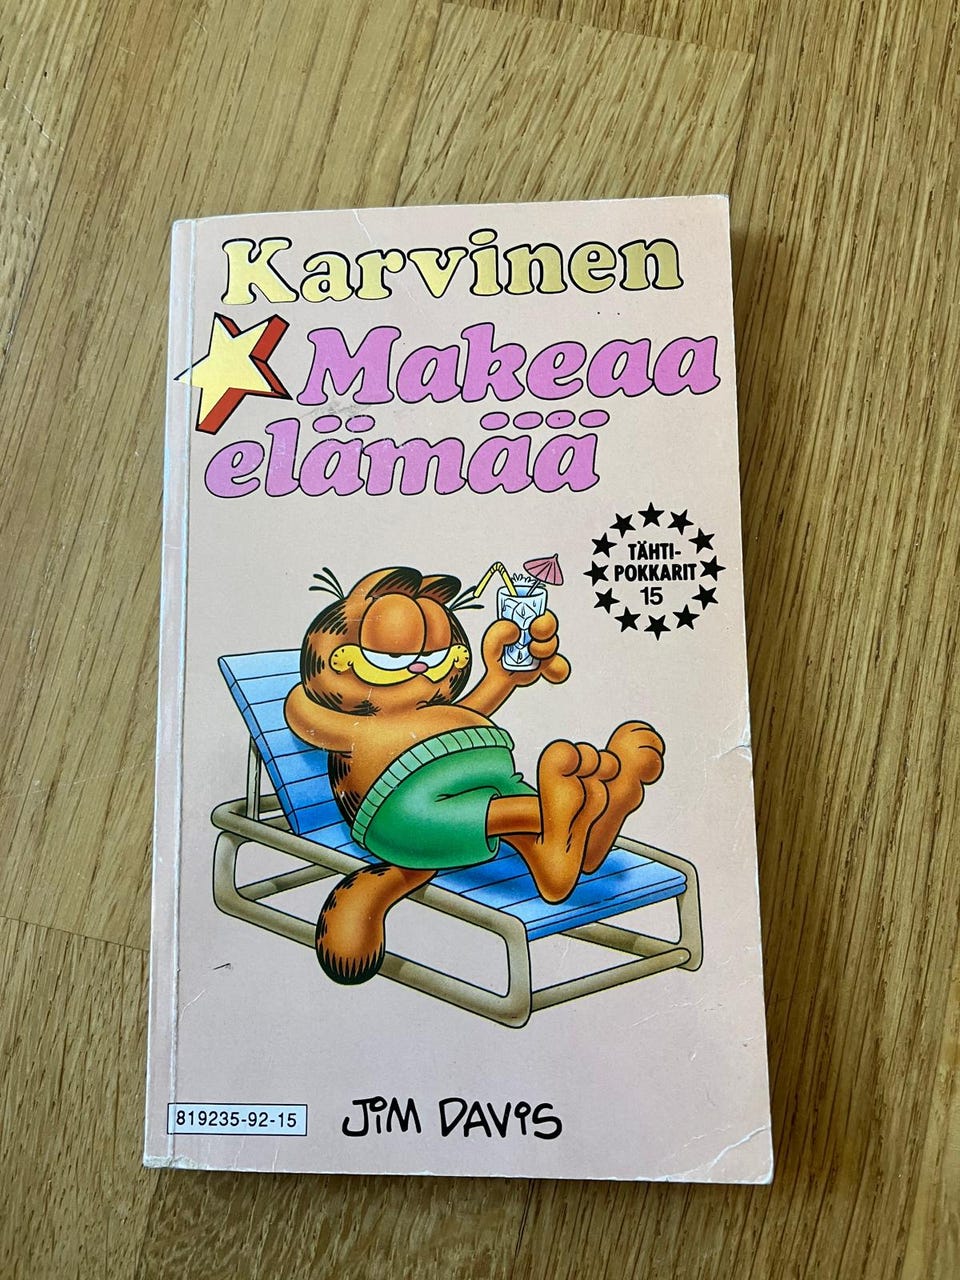 Karvinen
Makeaa
elämää
TÄHTI-
POKKARIT
15
819235-92-15
JIM DAVIS